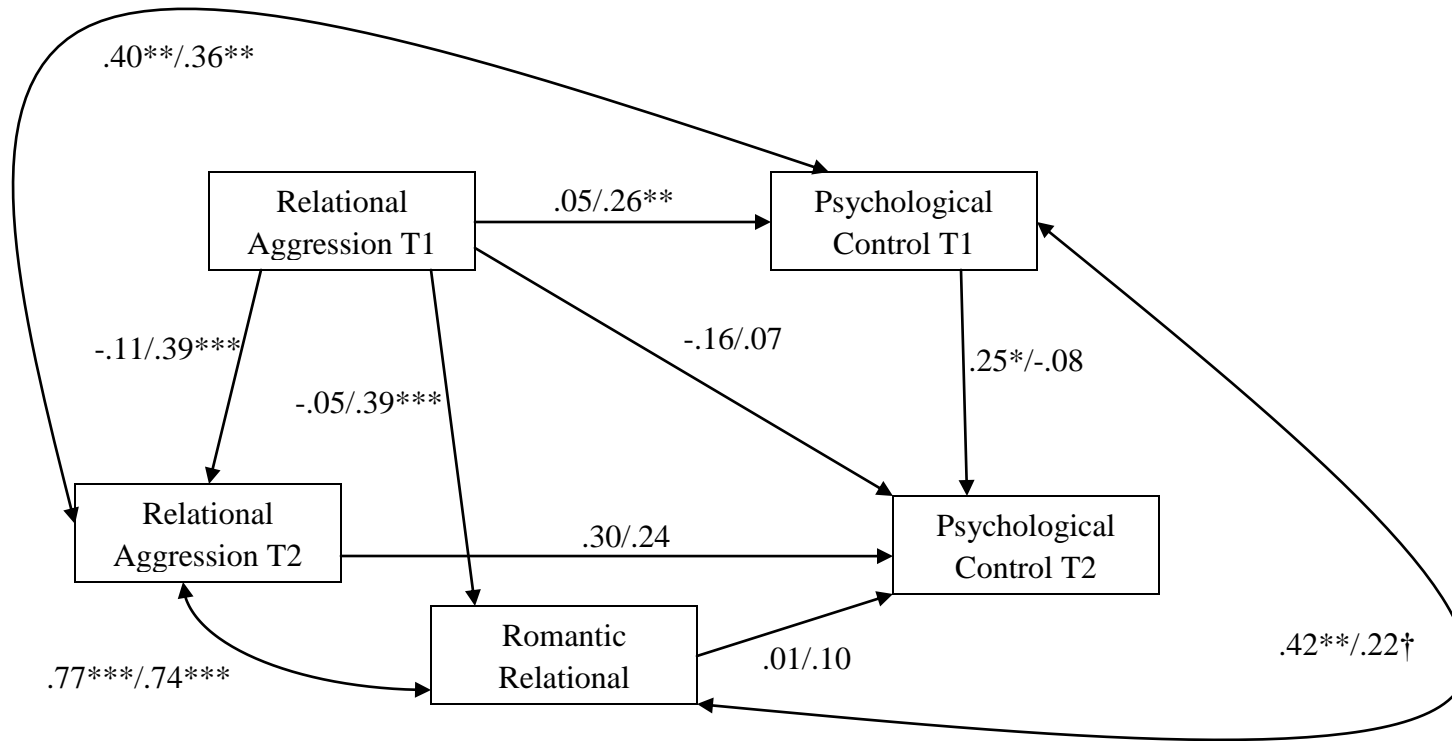 .40**/.36**
Relational
Aggression T1
.05/.26**
Psychological
Control T1
-.11/.39***
-.05/.39***
-.16/.07
.25*/-.08
Relational
Aggression T2
.30/.24
Psychological
Control T2
Romantic
Relational
.01/.10
.77***/.74***
.42**/.22†